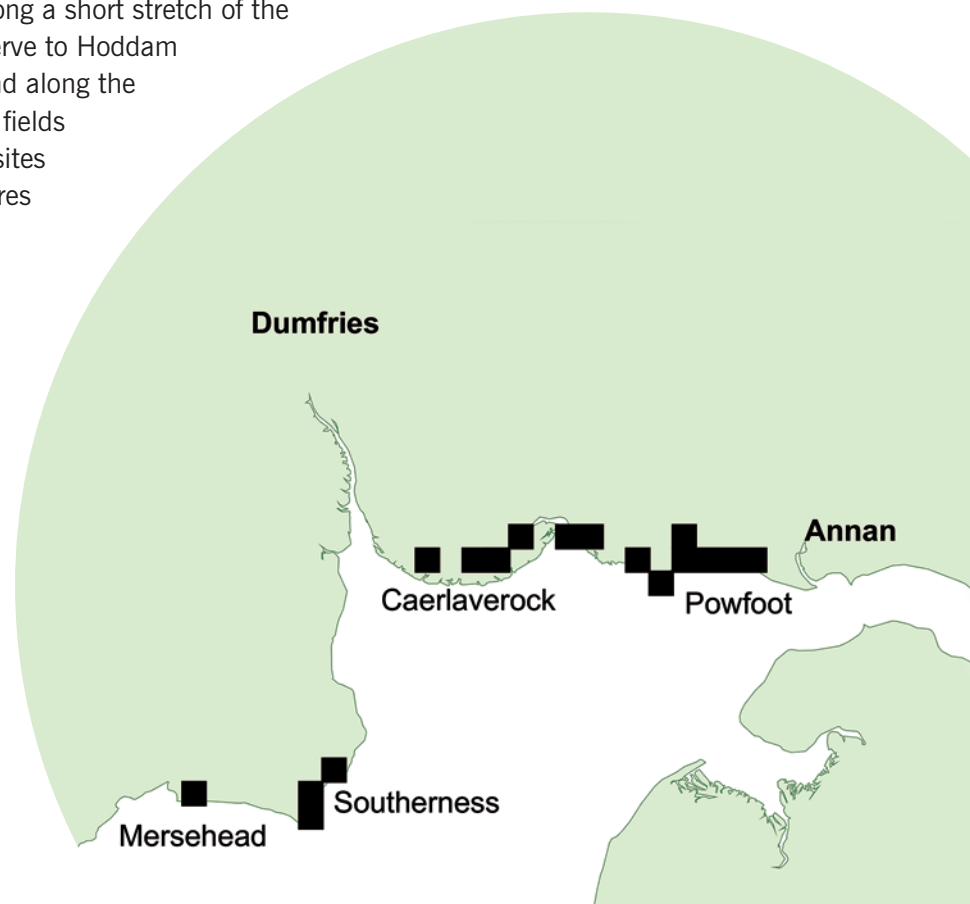 ong a short stretch of the
erve to Hoddam
d along the
fields
sites
res
Dumfries
Annan
Caerlaverock
Powfoot
Southerness
Mersehead